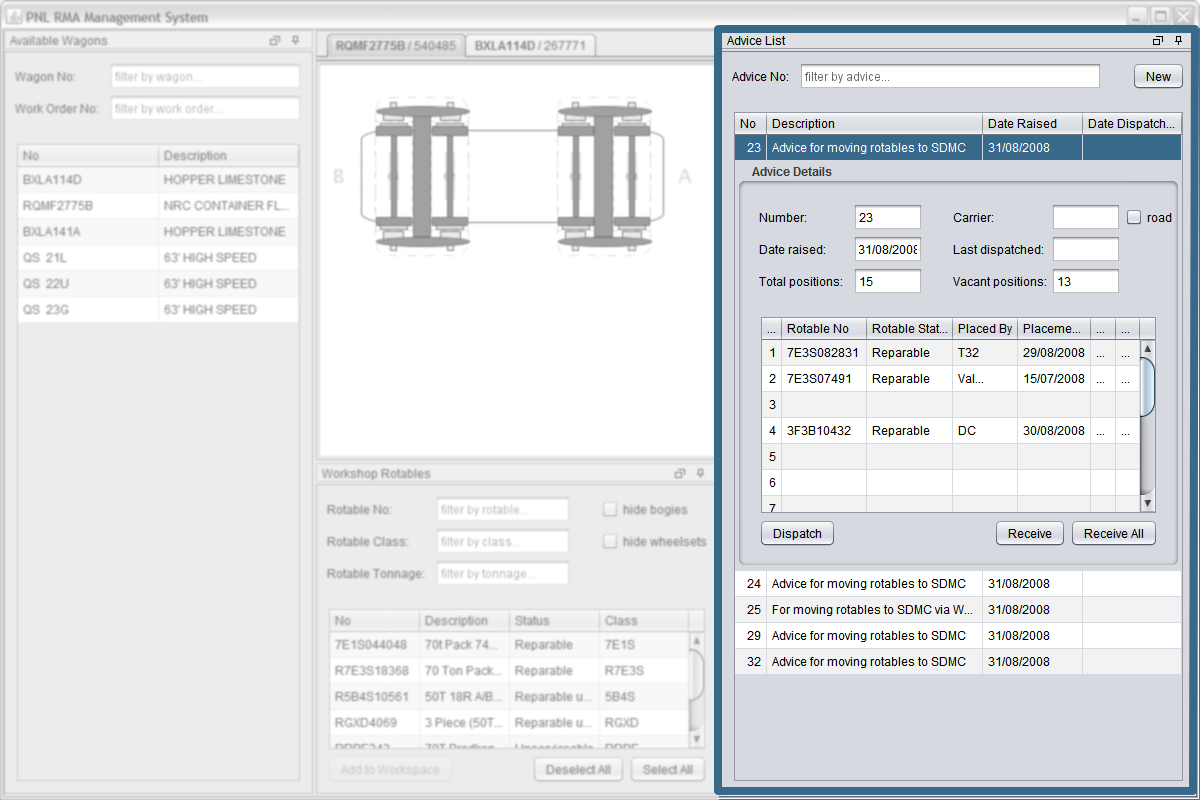 PNL RMA Management System
Available Wagons
Wagon No: filter by wagon...
Work Order No: filter by work order...
No Description
BXLA114D HOPPER LIMESTONE
RQMF2775B NRC CONTAINER FL...
BXLA141A HOPPER LIMESTONE
QS 21L 63' HIGH SPEED
QS 22U 63' HIGH SPEED
QS 23G 63' HIGH SPEED
RQMF2775B / 540485 BXLA114D / 267771
B A
Workshop Rotables
Rotable No: filter by rotable... hide bogies
Rotable Class: filter by class... hide wheelsets
Rotable Tonnage: filter by tonnage...
No Description Status Class
7E1S044048 70t Pack 74... Reparable 7E1S
R7E3S18368 70 Ton Pack... Reparable R7E3S
R5B4S10561 50T 18R A/B... Reparable u... 5B4S
RGXD4069 3 Piece (50T... Reparable u... RGXD
Add to Workspace Deselect All Select All
Advice List
Advice No: filter by advice... New
No Description Date Raised Date Dispatch...
23 Advice for moving rotables to SDMC 31/08/2008
Advice Details
Number: 23 Carrier: road
Date raised: 31/08/2008 Last dispatched:
Total positions: 15 Vacant positions: 13
... Rotable No Rotable Stat... Placed By Placeme... ... ...
1 7E3S082831 Reparable T32 29/08/2008 ... ...
2 7E3S07491 Reparable Val... 15/07/2008 ... ...
3
4 3F3B10432 Reparable DC 30/08/2008 ... ...
5
6
7
Dispatch Receive Receive All
24 Advice for moving rotables to SDMC 31/08/2008
25 For moving rotables to SDMC via W... 31/08/2008
29 Advice for moving rotables to SDMC 31/08/2008
32 Advice for moving rotables to SDMC 31/08/2008